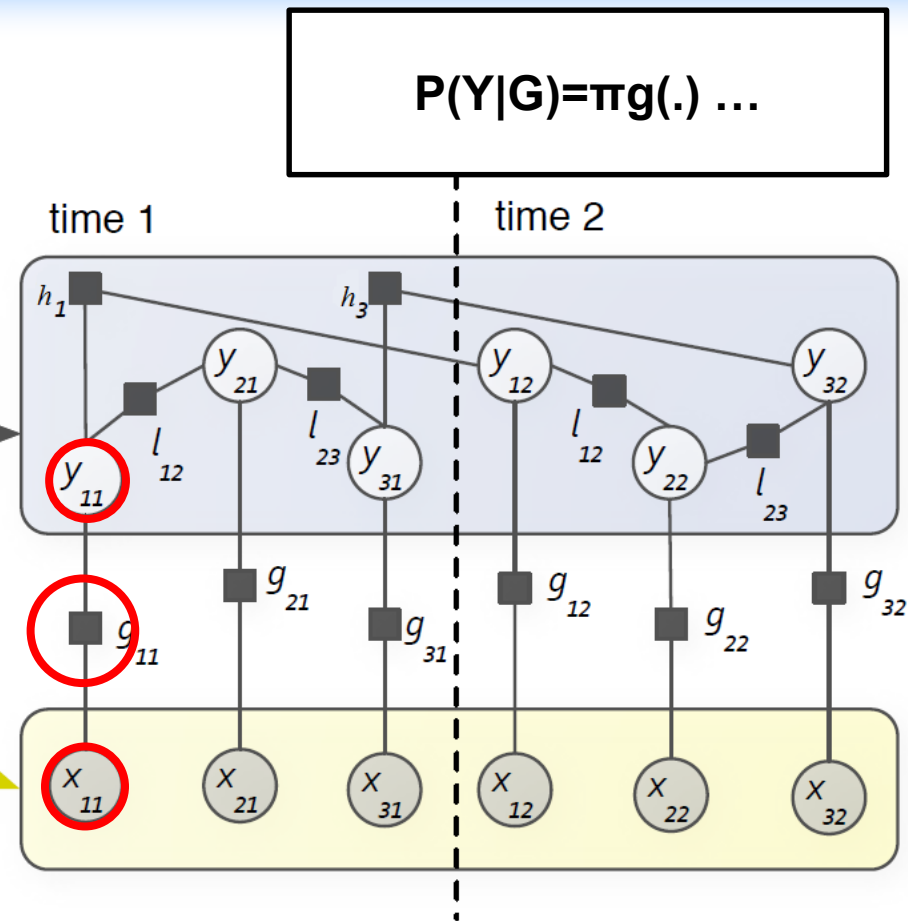 P(Y|G)=πg(.) …
time 1
time 2
h1
h3
y21
y12
y32
l12
l23
l12
y11
y31
y22
l23
g21
g12
g32
g11
g31
g22
x11
x21
x31
x12
x22
x32